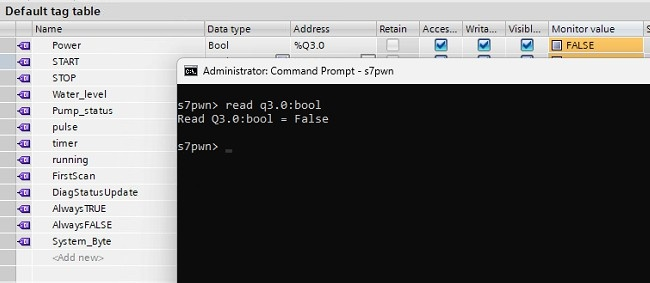 Default tag table
Name Data type Address Retain Acces... Writa... Visibl... Monitor value S
Power Bool %Q3.0 FALSE
START
STOP
Water_level
Pump_status
pulse
timer
running
FirstScan
DiagStatusUpdate
AlwaysTRUE
AlwaysFALSE
System_Byte
<Add new>
Administrator: Command Prompt - s7pwn
s7pwn> read q3.0:bool
Read Q3.0:bool = False
s7pwn> _